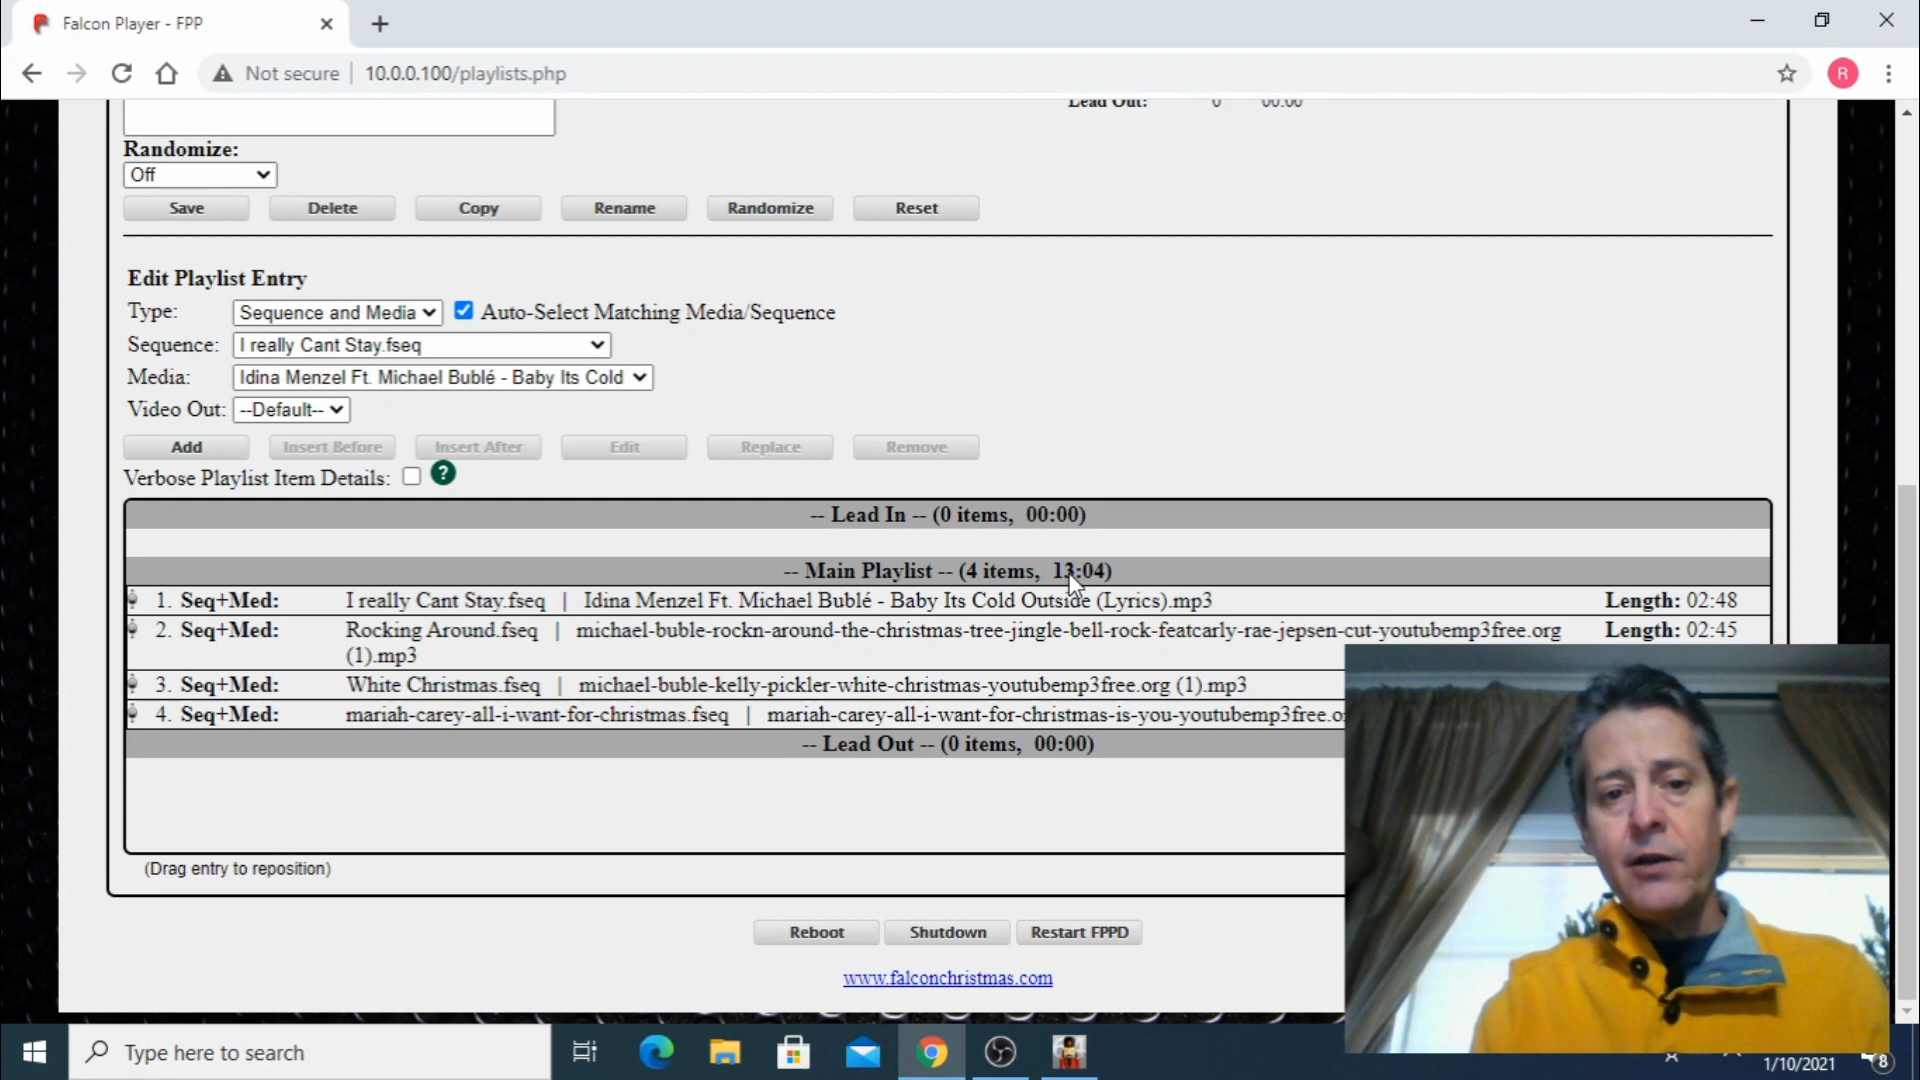 Falcon Player - FPP
Not secure | 10.0.0.100/playlists.php
R
Lead Out: 0 00:00
Randomize:
Off
Save Delete Copy Rename Randomize Reset
Edit Playlist Entry
Type: Sequence and Media Auto-Select Matching Media/Sequence
Sequence: I really Cant Stay.fseq
Media: Idina Menzel Ft. Michael Bublé - Baby Its Cold
Video Out: --Default--
Add Insert Before Insert After Edit Replace Remove
Verbose Playlist Item Details: ?
-- Lead In -- (0 items, 00:00)
-- Main Playlist -- (4 items, 13:04)
1. Seq+Med: I really Cant Stay.fseq | Idina Menzel Ft. Michael Bublé - Baby Its Cold Outside (Lyrics).mp3 Length: 02:48
2. Seq+Med: Rocking Around.fseq | michael-buble-rockn-around-the-christmas-tree-jingle-bell-rock-featcarly-rae-jepsen-cut-youtubemp3free.org Length: 02:45
(1).mp3
3. Seq+Med: White Christmas.fseq | michael-buble-kelly-pickler-white-christmas-youtubemp3free.org (1).mp3
4. Seq+Med: mariah-carey-all-i-want-for-christmas.fseq | mariah-carey-all-i-want-for-christmas-is-you-youtubemp3free.o
-- Lead Out -- (0 items, 00:00)
(Drag entry to reposition)
Reboot Shutdown Restart FPPD
www.falconchristmas.com
Type here to search
1/10/2021
8